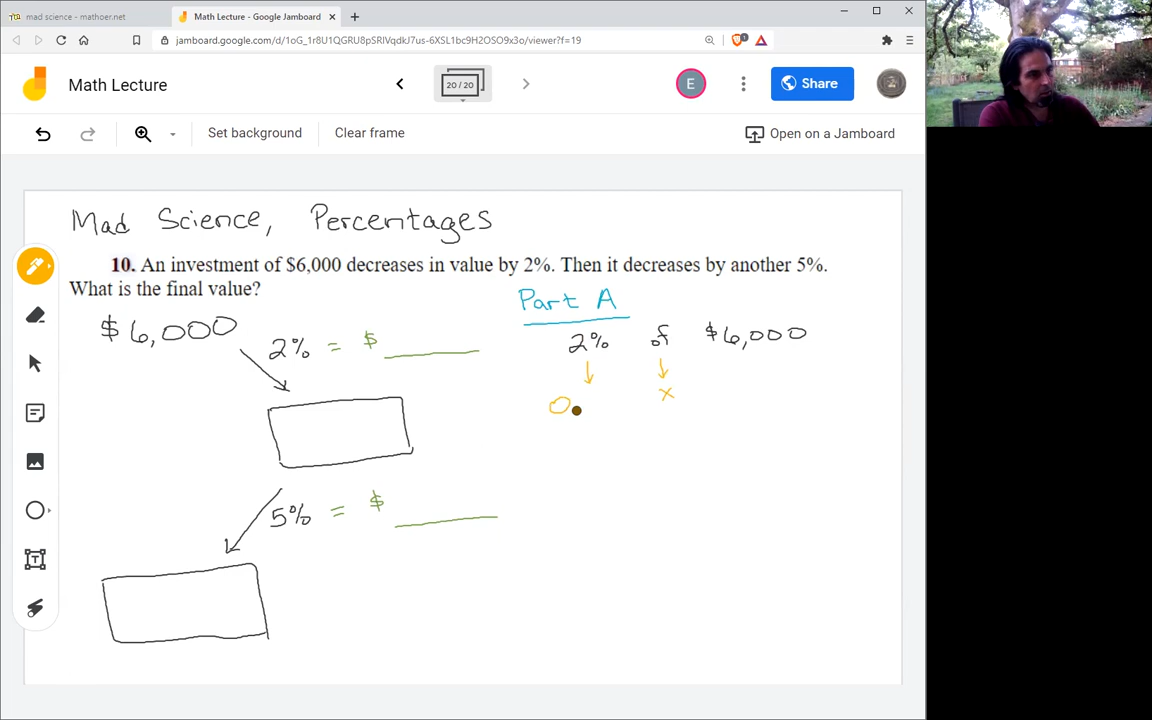 mad science - mathoer.net
Math Lecture - Google Jamboard
jamboard.google.com/d/1oG_1r8U1QGRU8pSRlVqdkJ7us-6XSL1bc9H2OSO9x3o/viewer?f=19
Math Lecture
20 / 20
E
Share
Set background
Clear frame
Open on a Jamboard
Mad Science, Percentages
10. An investment of $6,000 decreases in value by 2%. Then it decreases by another 5%.
What is the final value?
Part A
$6,000
2% = $
2% of $6,000
0
x
5% = $